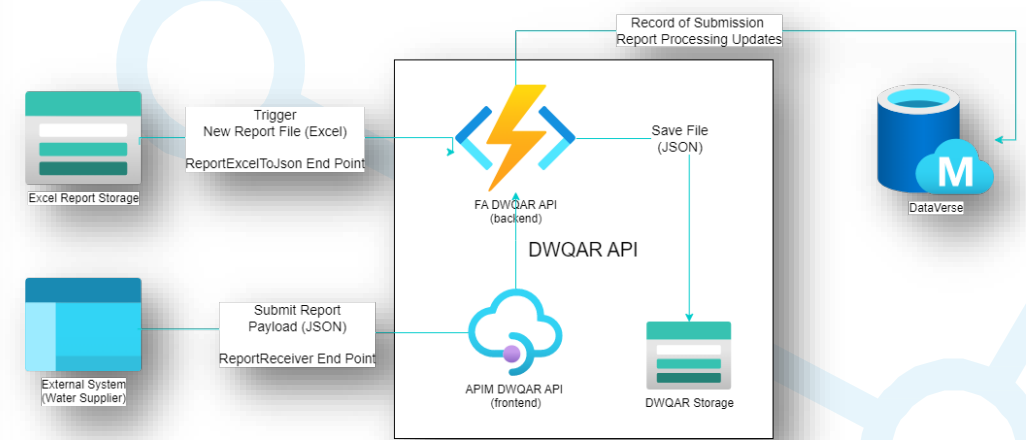 Record of Submission
Report Processing Updates
Trigger
New Report File (Excel)
ReportExcelToJson End Point
Excel Report Storage
Save File
(JSON)
FA DWQAR API
(backend)
M
DataVerse
DWQAR API
Submit Report
Payload (JSON)
ReportReceiver End Point
External System
(Water Supplier)
APIM DWQAR API
(frontend)
DWQAR Storage